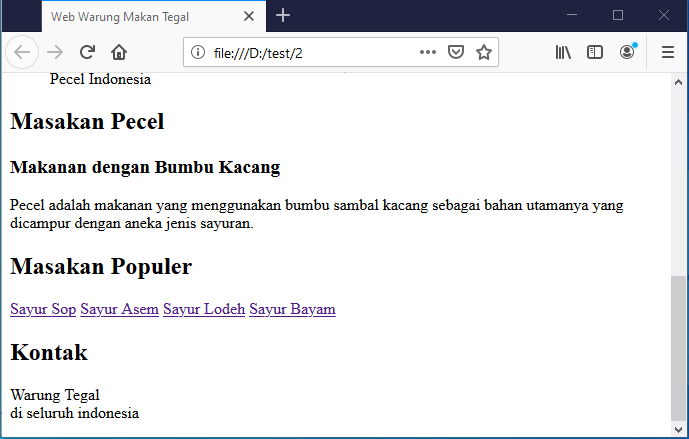 Web Warung Makan Tegal
file:///D:/test/2
Pecel Indonesia
Masakan Pecel
Makanan dengan Bumbu Kacang
Pecel adalah makanan yang menggunakan bumbu sambal kacang sebagai bahan utamanya yang
dicampur dengan aneka jenis sayuran.
Masakan Populer
Sayur Sop Sayur Asem Sayur Lodeh Sayur Bayam
Kontak
Warung Tegal
di seluruh indonesia